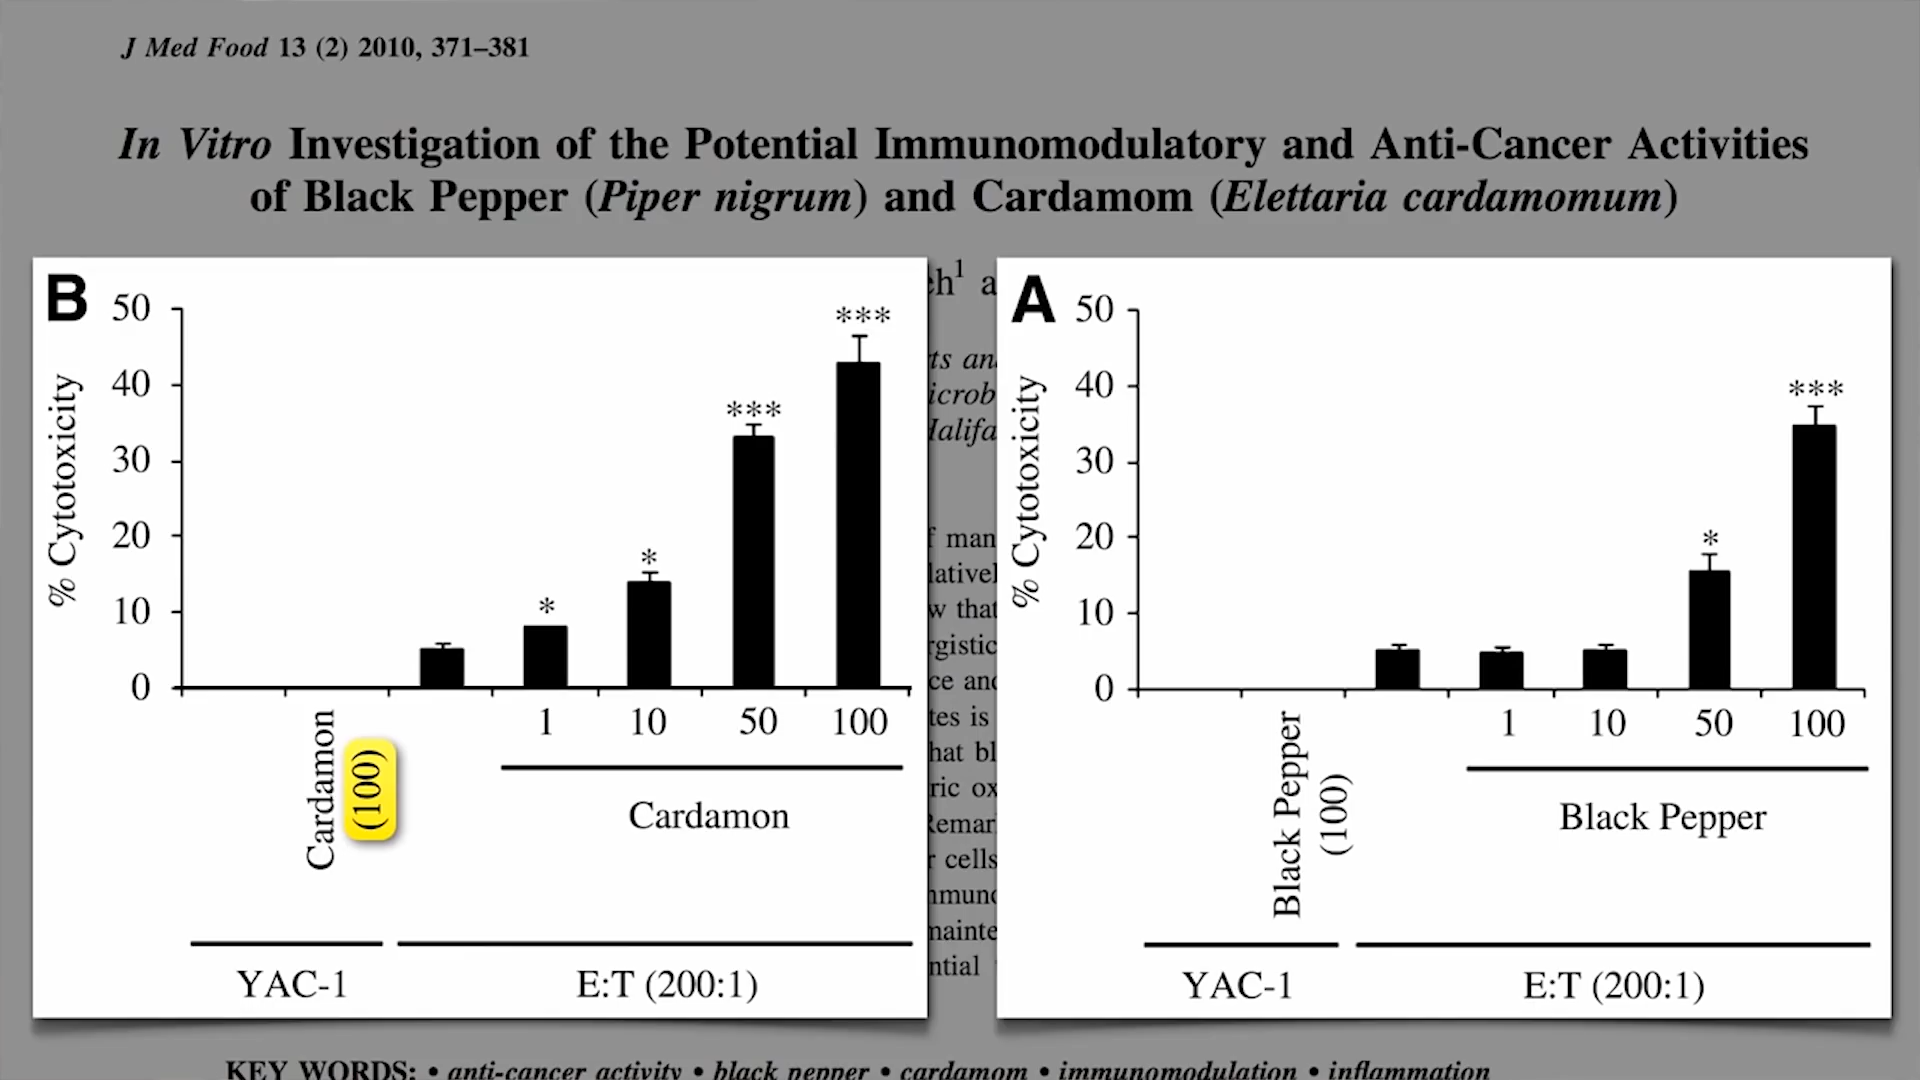 J Med Food 13 (2) 2010, 371–381
In Vitro Investigation of the Potential Immunomodulatory and Anti-Cancer Activities
of Black Pepper (Piper nigrum) and Cardamom (Elettaria cardamomum)
B
% Cytotoxicity
50
40
30
20
10
0
***
***
*
*
1 10 50 100
Cardamon
(100)
Cardamon
YAC-1
E:T (200:1)
A
% Cytotoxicity
50
40
30
20
10
0
***
*
1 10 50 100
Black Pepper
(100)
Black Pepper
YAC-1
E:T (200:1)
KEY WORDS: • anti-cancer activity • black pepper • cardamom • immunomodulation • inflammation